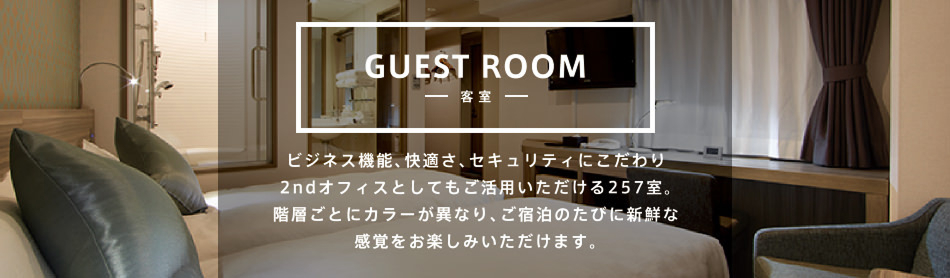 GUEST ROOM
客室
ビジネス機能、快適さ、セキュリティにこだわり
2ndオフィスとしてもご活用いただける257室。
階層ごとにカラーが異なり、ご宿泊のたびに新鮮な
感覚をお楽しみいただけます。